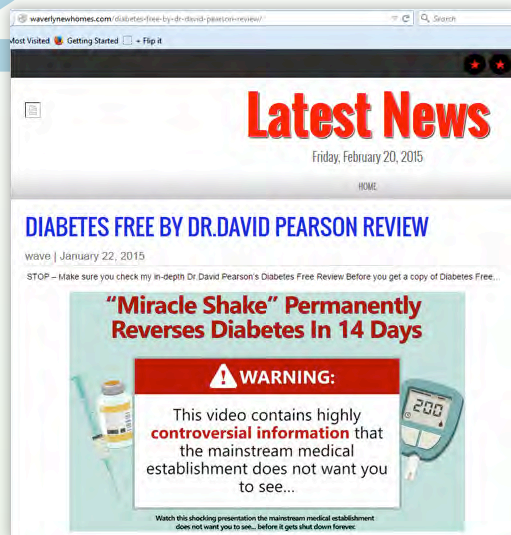 waverlynewhomes.com/diabetes-free-by-dr-david-pearson-review/
Search
Most Visited Getting Started + Flip it
Latest News
Friday, February 20, 2015
HOME
DIABETES FREE BY DR.DAVID PEARSON REVIEW
wave | January 22, 2015
STOP – Make sure you check my in-depth Dr.David Pearson's Diabetes Free Review Before you get a copy of Diabetes Free...
“Miracle Shake” Permanently
Reverses Diabetes In 14 Days
! WARNING:
This video contains highly
controversial information that
the mainstream medical
establishment does not want you
to see...
200
Watch this shocking presentation the mainstream medical establishment
does not want you to see... before it gets shut down forever.